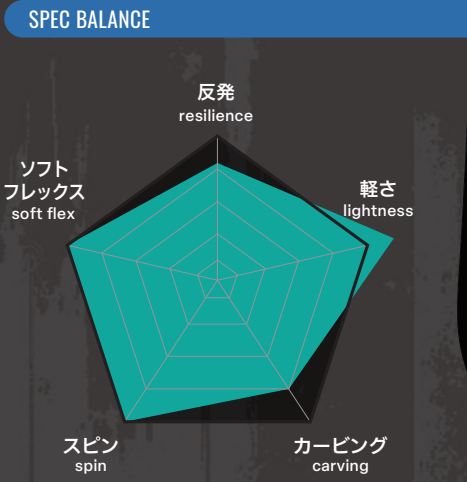 SPEC BALANCE
反発
resilience
ソフト
フレックス
soft flex
軽さ
lightness
スピン
spin
カービング
carving